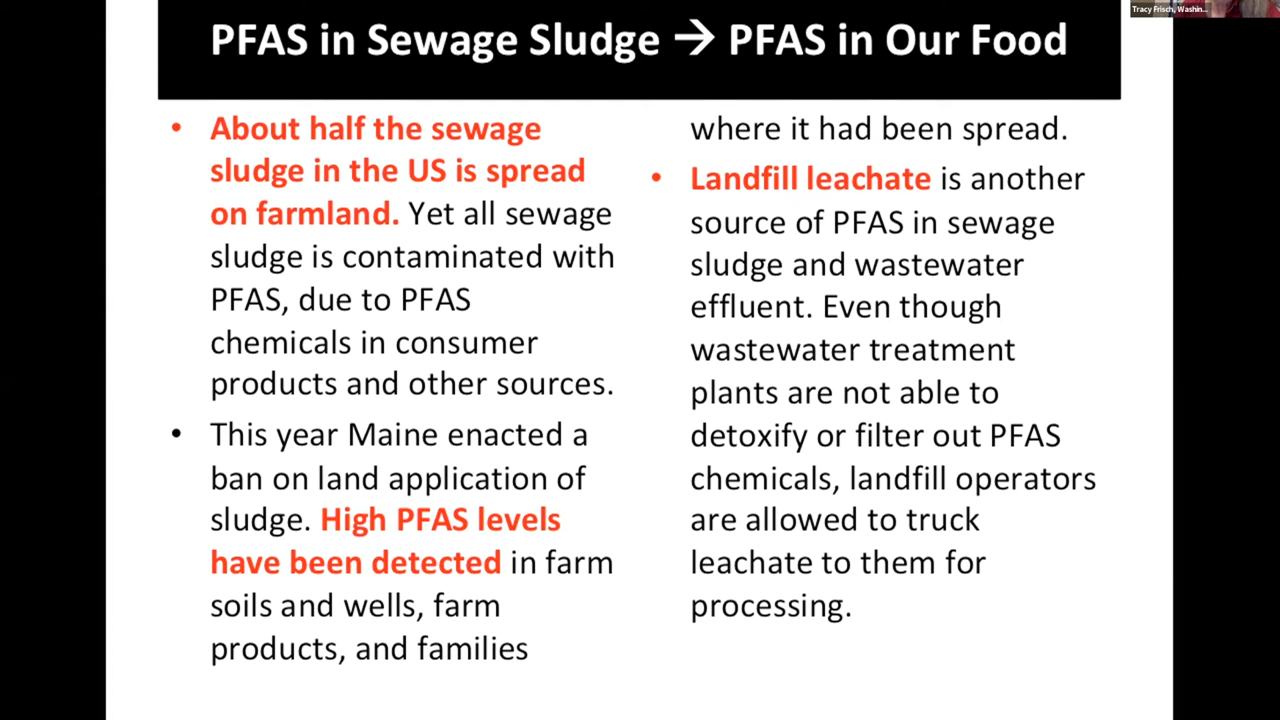 Tracy Frisch, Washin...
PFAS in Sewage Sludge → PFAS in Our Food
• About half the sewage
sludge in the US is spread
on farmland. Yet all sewage
sludge is contaminated with
PFAS, due to PFAS
chemicals in consumer
products and other sources.
• This year Maine enacted a
ban on land application of
sludge. High PFAS levels
have been detected in farm
soils and wells, farm
products, and families
where it had been spread.
• Landfill leachate is another
source of PFAS in sewage
sludge and wastewater
effluent. Even though
wastewater treatment
plants are not able to
detoxify or filter out PFAS
chemicals, landfill operators
are allowed to truck
leachate to them for
processing.